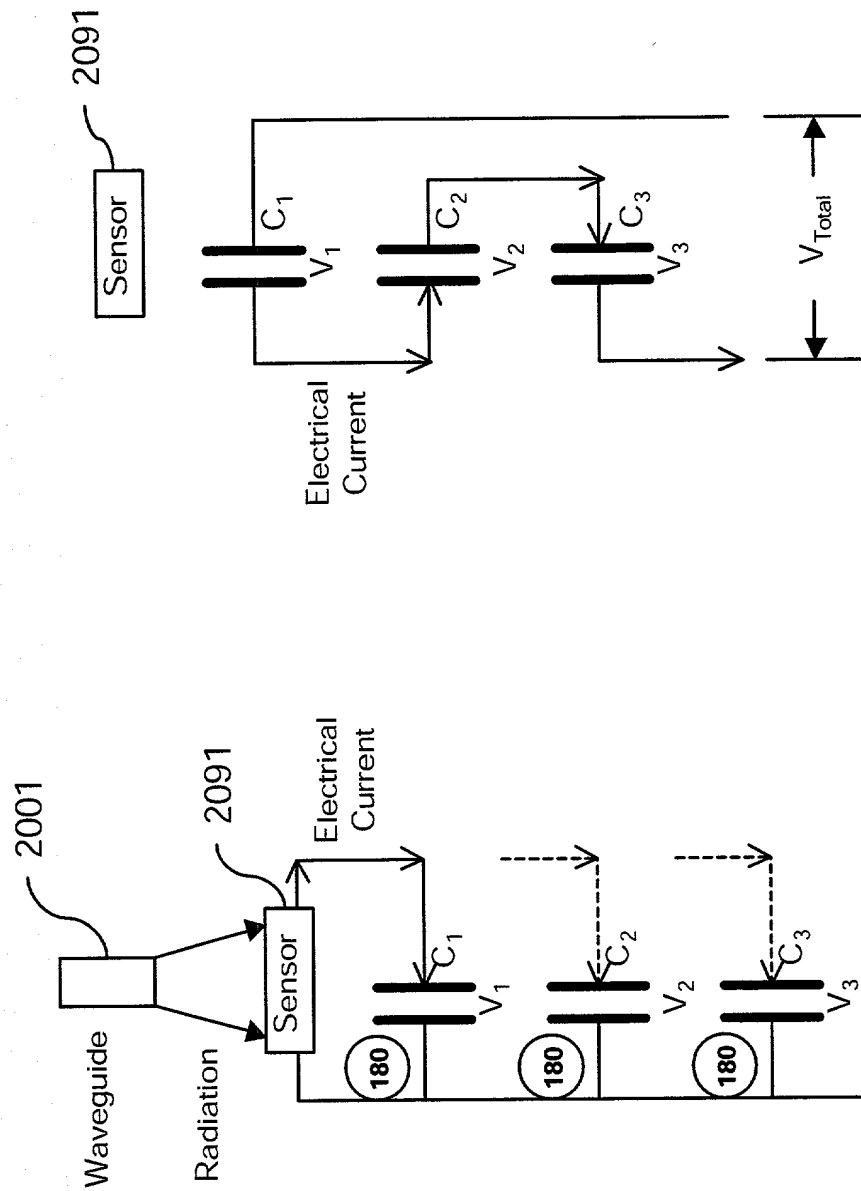 Waveguide
2001
Radiation
Sensor
2091
Electrical
Current
C1
V1
180
C2
V2
180
C3
V3
180
Sensor
2091
C1
V1
Electrical
Current
C2
V2
C3
V3
VTotal